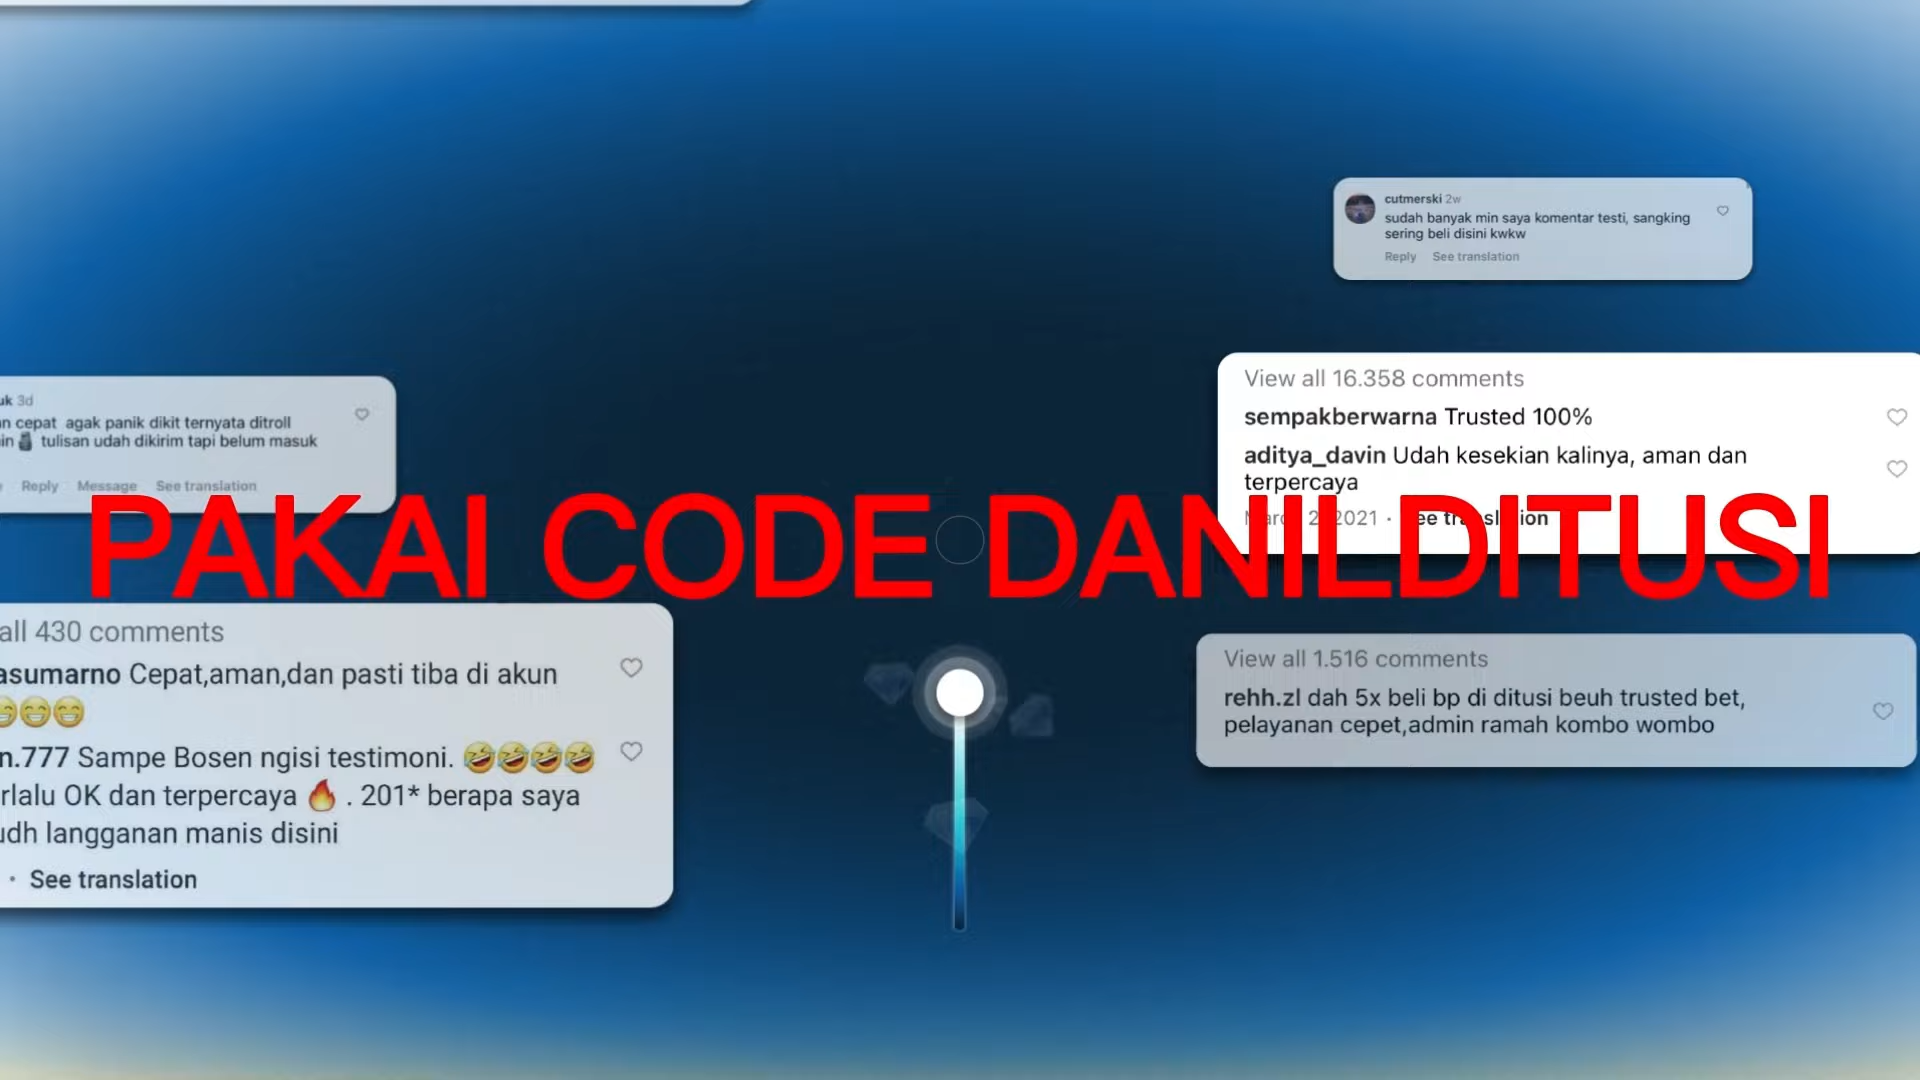 cutmerski 2w
sudah banyak min saya komentar testi, sangking
sering beli disini kwkw
Reply See translation
View all 16.358 comments
sempakberwarna Trusted 100%
aditya_davin Udah kesekian kalinya, aman dan
terpercaya
2021 · See translation
uk 3d
n cepat agak panik dikit ternyata ditroll
in tulisan udah dikirim tapi belum masuk
Reply Message See translation
PAKAI CODE DANILDITUSI
all 430 comments
asumarno Cepat,aman,dan pasti tiba di akun
😁😁😁
n.777 Sampe Bosen ngisi testimoni. 🤣🤣🤣🤣
rlalu OK dan terpercaya 🔥 . 201* berapa saya
udh langganan manis disini
· See translation
View all 1.516 comments
rehh.zl dah 5x beli bp di ditusi beuh trusted bet,
pelayanan cepet,admin ramah kombo wombo